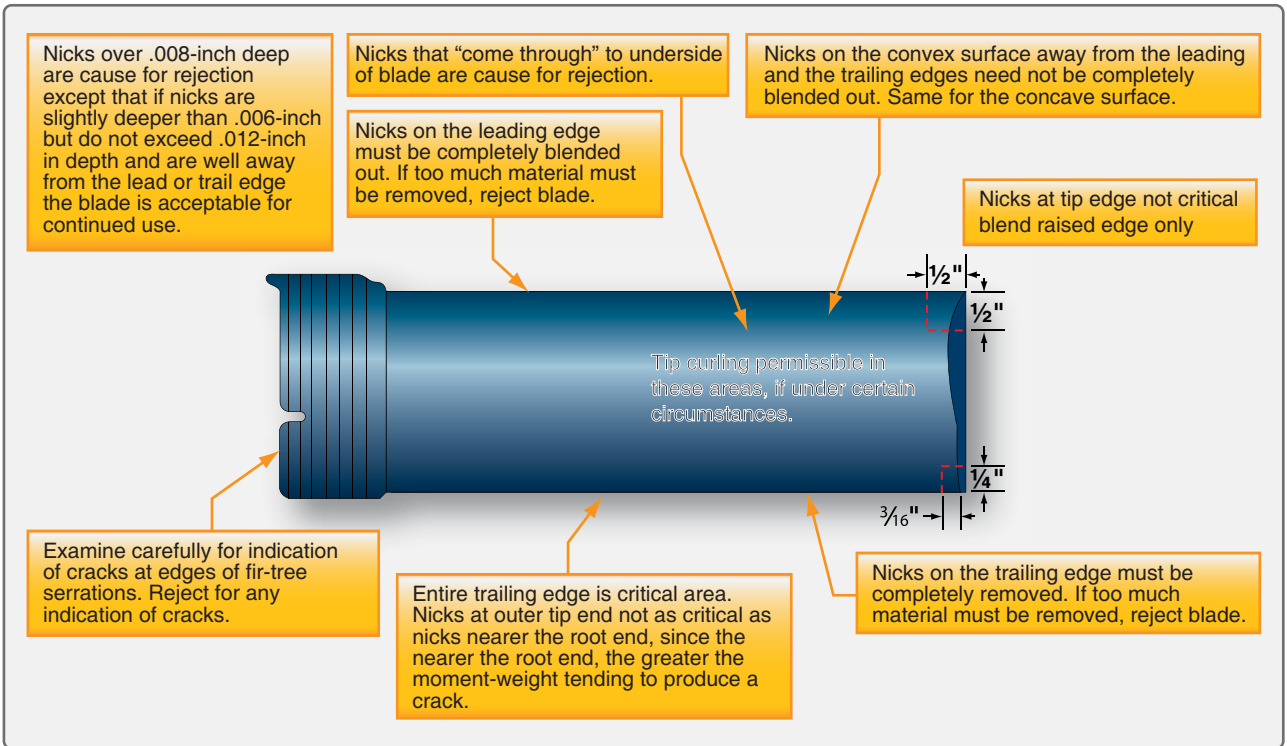 Nicks over .008-inch deep
are cause for rejection
except that if nicks are
slightly deeper than .006-inch
but do not exceed .012-inch
in depth and are well away
from the lead or trail edge
the blade is acceptable for
continued use.
Nicks that “come through” to underside
of blade are cause for rejection.
Nicks on the convex surface away from the leading
and the trailing edges need not be completely
blended out. Same for the concave surface.
Nicks on the leading edge
must be completely blended
out. If too much material must
be removed, reject blade.
Nicks at tip edge not critical
blend raised edge only
½"
½"
Tip curling permissible in
these areas, if under certain
circumstances.
¼"
3⁄16"
Examine carefully for indication
of cracks at edges of fir-tree
serrations. Reject for any
indication of cracks.
Entire trailing edge is critical area.
Nicks at outer tip end not as critical as
nicks nearer the root end, since the
nearer the root end, the greater the
moment-weight tending to produce a
crack.
Nicks on the trailing edge must be
completely removed. If too much
material must be removed, reject blade.